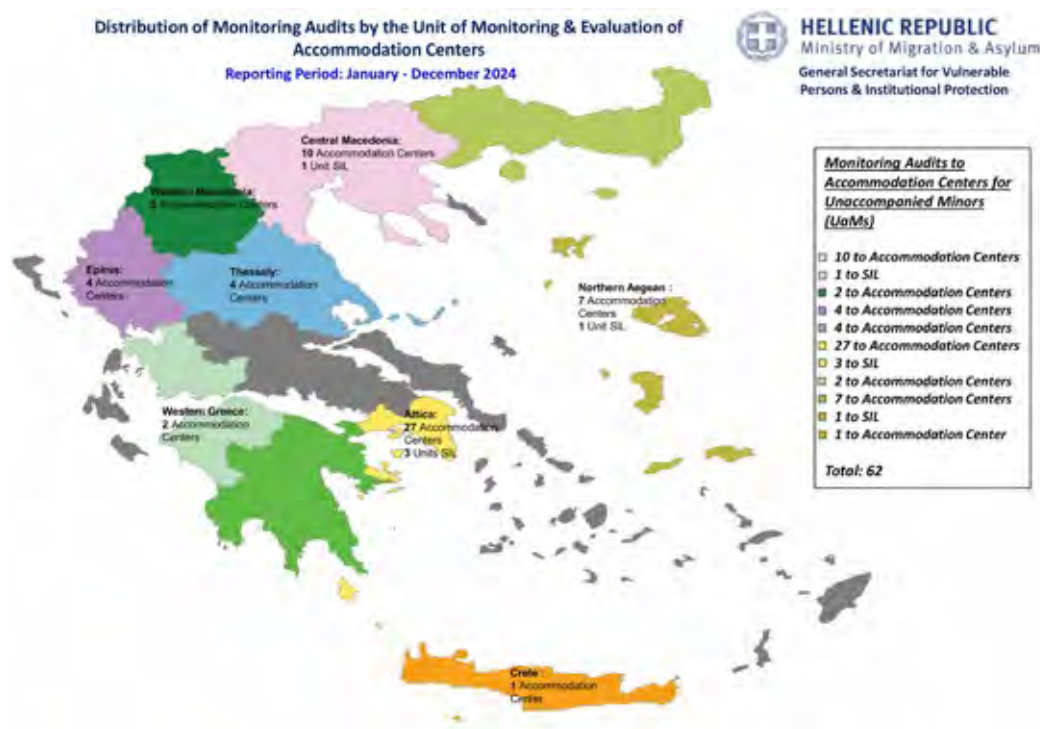 Distribution of Monitoring Audits by the Unit of Monitoring & Evaluation of
Accommodation Centers
Reporting Period: January - December 2024
HELLENIC REPUBLIC
Ministry of Migration & Asylum
General Secretariat for Vulnerable
Persons & Institutional Protection
Central Macedonia:
10 Accommodation Centers
1 Unit SIL
Western Macedonia:
2 Accommodation Centers
Epirus:
4 Accommodation
Centers
Thessaly:
4 Accommodation
Centers
Northern Aegean :
7 Accommodation
Centers
1 Unit SIL
Western Greece:
2 Accommodation
Centers
Attica:
27 Accommodation
Centers
3 Units SIL
Crete :
1 Accommodation
Center
Monitoring Audits to
Accommodation Centers for
Unaccompanied Minors
(UaMs)
10 to Accommodation Centers
1 to SIL
2 to Accommodation Centers
4 to Accommodation Centers
4 to Accommodation Centers
27 to Accommodation Centers
3 to SIL
2 to Accommodation Centers
7 to Accommodation Centers
1 to SIL
1 to Accommodation Center
Total: 62